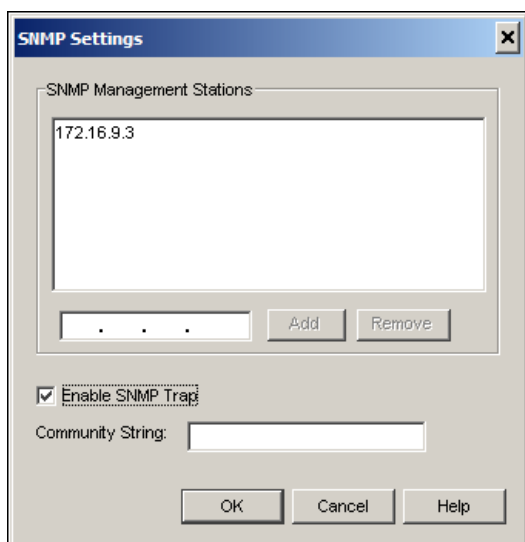 SNMP Settings
SNMP Management Stations
172.16.9.3
. . .
Add Remove
Enable SNMP Trap
Community String:
OK Cancel Help